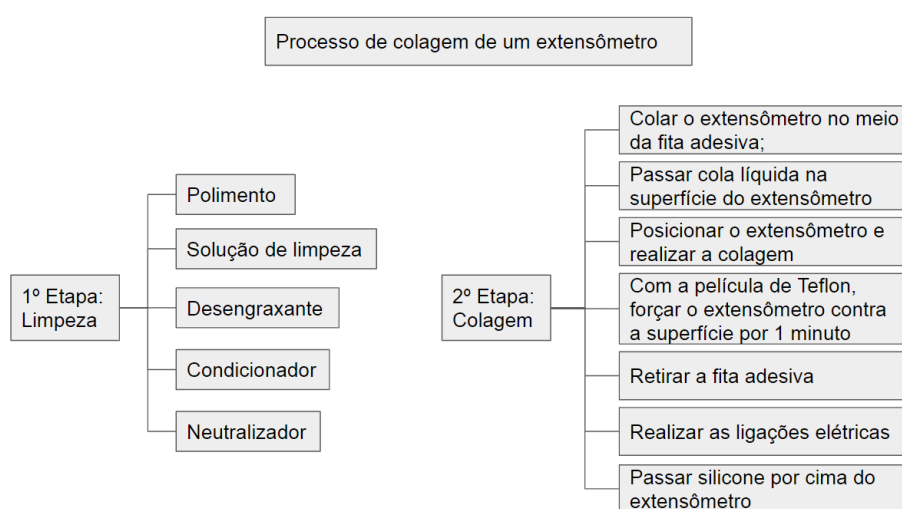 Processo de colagem de um extensômetro
1º Etapa:
Limpeza
Polimento
Solução de limpeza
Desengraxante
Condicionador
Neutralizador
2º Etapa:
Colagem
Colar o extensômetro no meio
da fita adesiva;
Passar cola líquida na
superfície do extensômetro
Posicionar o extensômetro e
realizar a colagem
Com a película de Teflon,
forçar o extensômetro contra
a superfície por 1 minuto
Retirar a fita adesiva
Realizar as ligações elétricas
Passar silicone por cima do
extensômetro